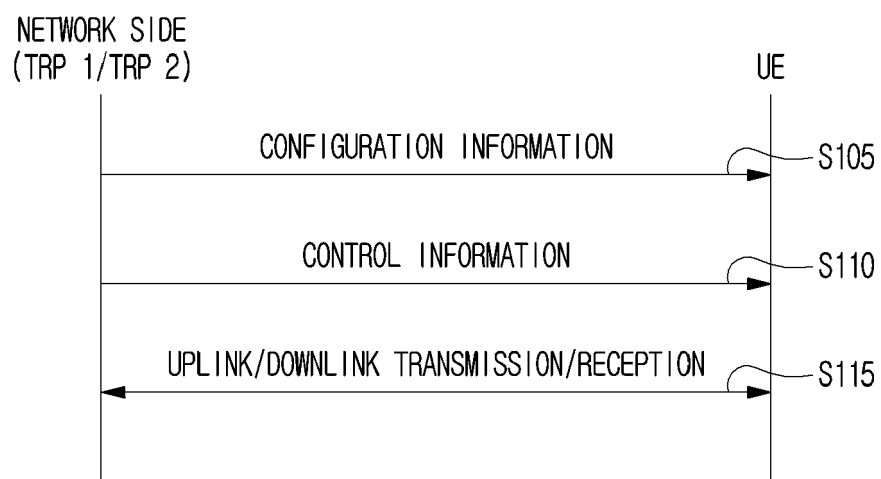 NETWORK SIDE
(TRP 1/TRP 2)
UE
CONFIGURATION INFORMATION
S105
CONTROL INFORMATION
S110
UPLINK/DOWNLINK TRANSMISSION/RECEPTION
S115